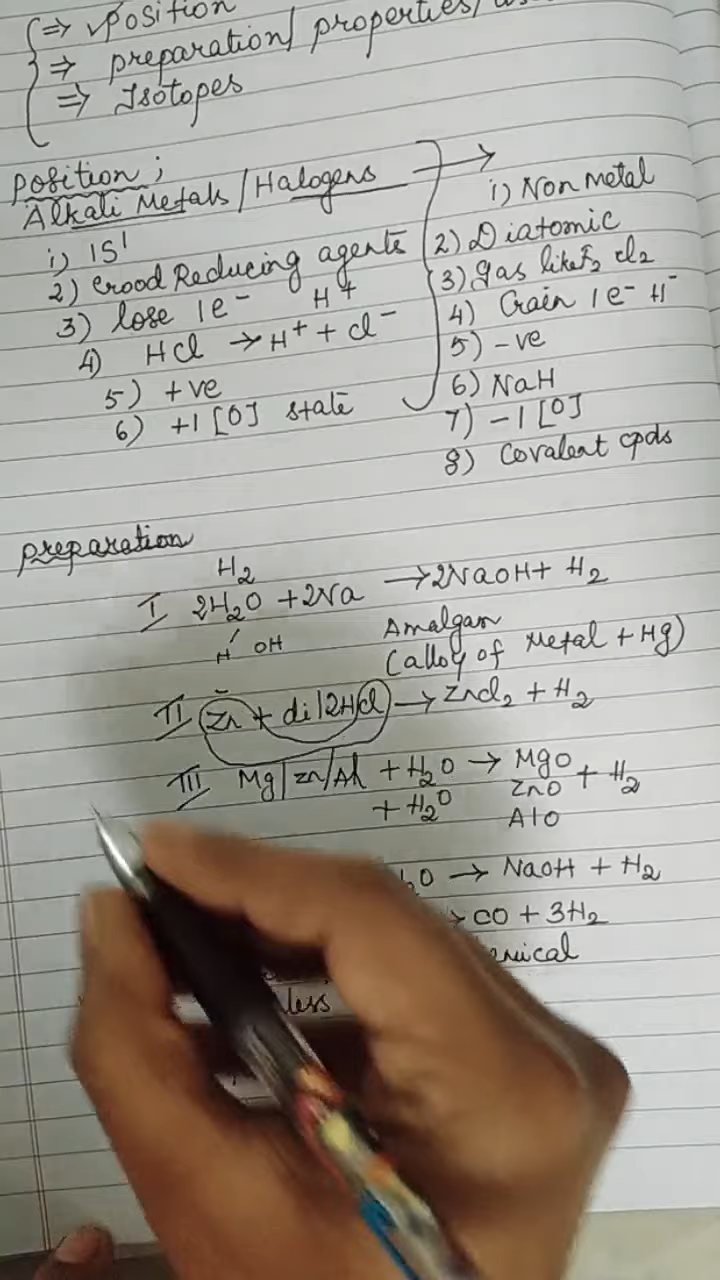 ⇒ position
⇒ preparation/ properties/
⇒ Isotopes
position ;
Alkali Metals / Halogens
i) 1S¹
2) Good Reducing agents
3) lose 1e⁻ H⁺
4) HCl → H⁺ + Cl⁻
5) +ve
6) +1 [O] state
i) Non Metal
2) Diatomic
3) gas like F₂ Cl₂
4) Gain 1e⁻ H⁻
5) -ve
6) NaH
7) -1 [O]
8) Covalent cpds
preparation
H₂
I 2H₂O + 2Na → 2NaOH + H₂
H OH
Amalgam
(alloy of Metal + Hg)
II Zn + dil 2HCl → ZnCl₂ + H₂
III Mg/Zn/Al + H₂O → MgO
ZnO + H₂
+ H₂O
AlO
→ NaOH + H₂
CO + 3H₂
less